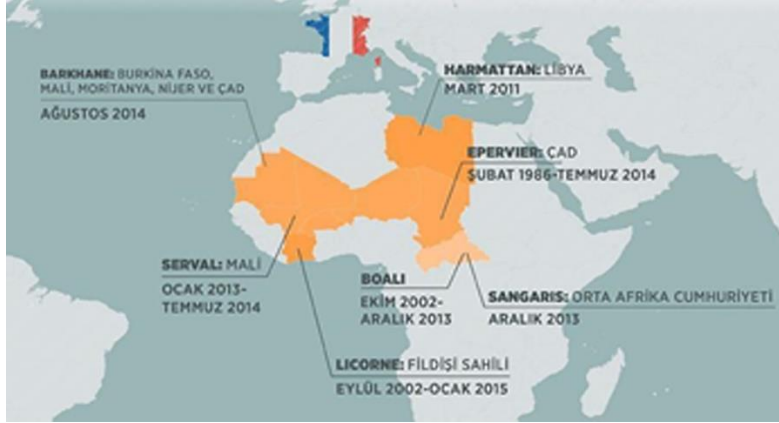 BARKHANE: BURKİNA FASO,
MALİ, MORİTANYA, NİJER VE ÇAD
AĞUSTOS 2014
HARMATTAN: LİBYA
MART 2011
EPERVIER: ÇAD
ŞUBAT 1986-TEMMUZ 2014
SERVAL: MALİ
OCAK 2013-
TEMMUZ 2014
BOALI
EKİM 2002-
ARALIK 2013
SANGARIS: ORTA AFRİKA CUMHURİYETİ
ARALIK 2013
LICORNE: FİLDİŞİ SAHİLİ
EYLÜL 2002-OCAK 2015